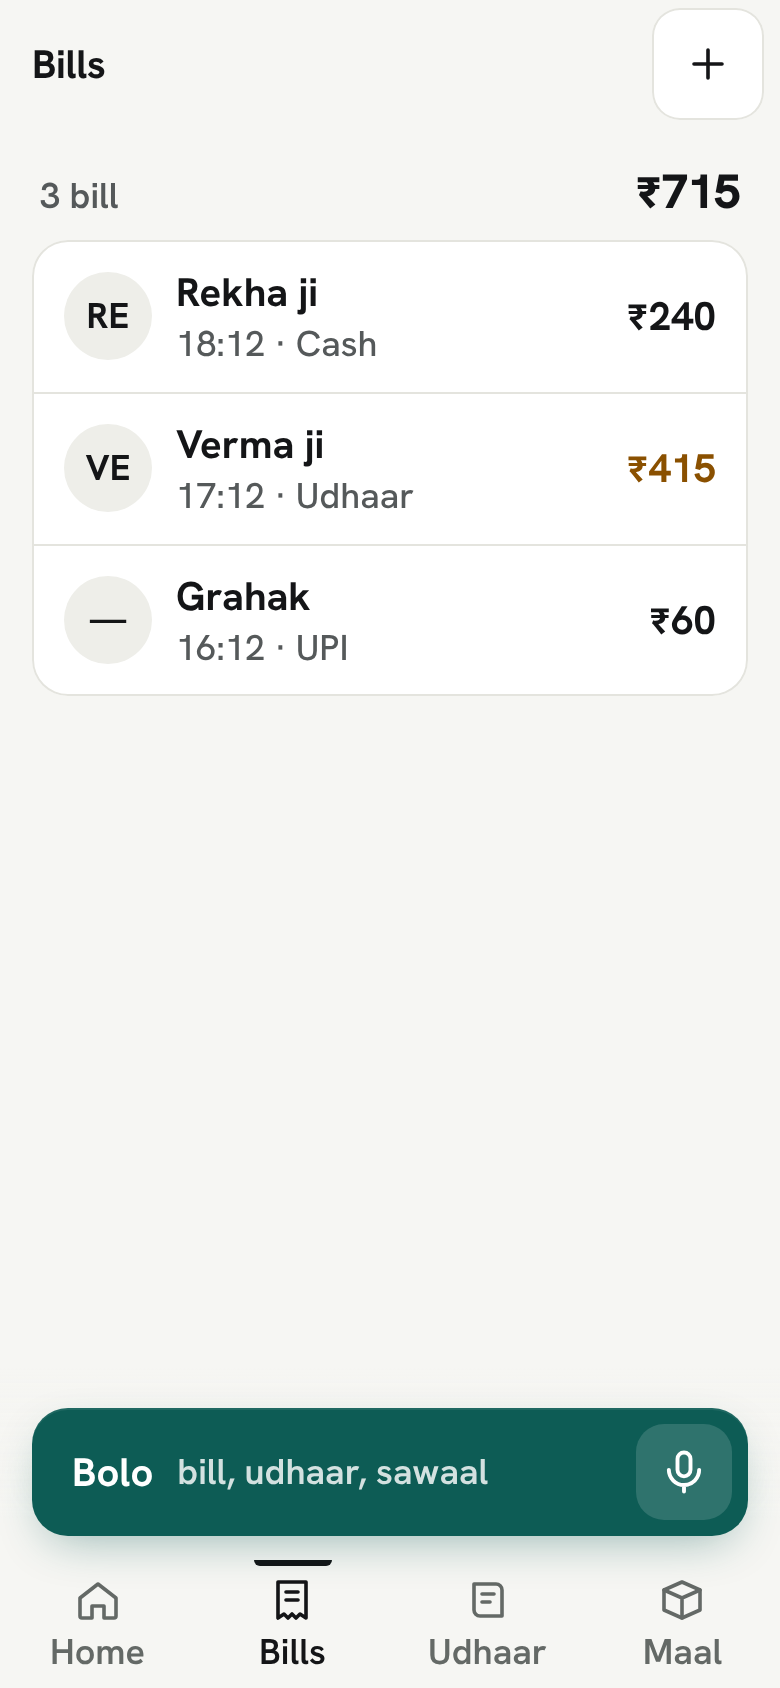 Bills
3 bill
₹715
RE
Rekha ji
18:12 · Cash
₹240
VE
Verma ji
17:12 · Udhaar
₹415
—
Grahak
16:12 · UPI
₹60
Bolo bill, udhaar, sawaal
Home
Bills
Udhaar
Maal